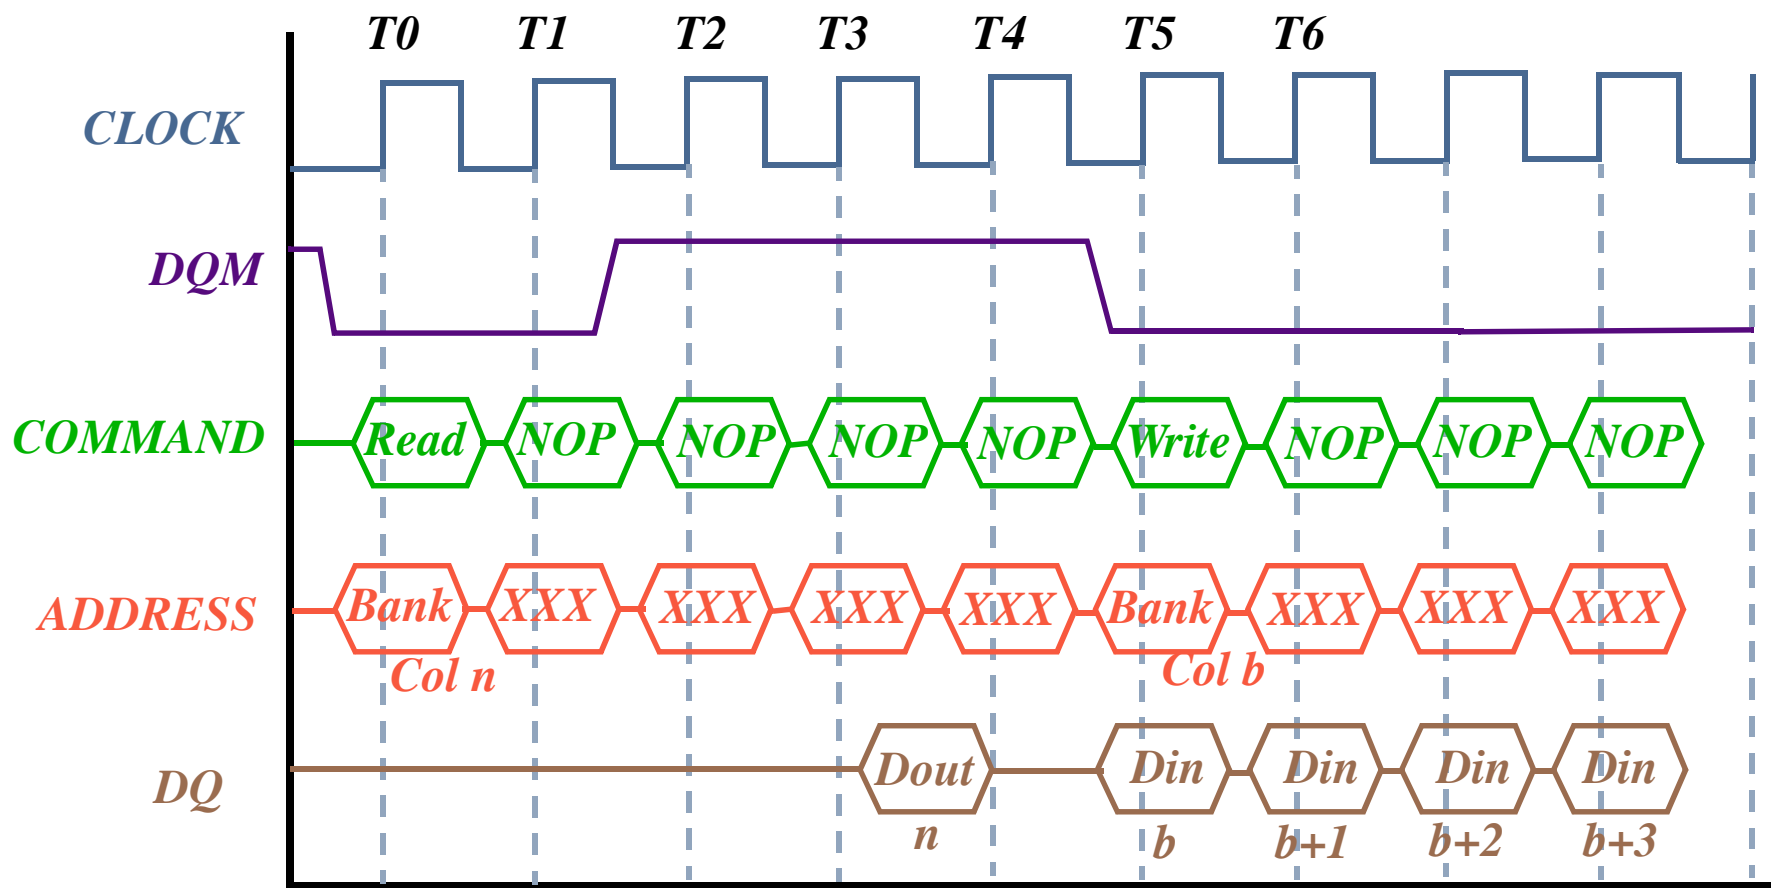 T0 T1 T2 T3 T4 T5 T6
CLOCK
DQM
COMMAND Read NOP NOP NOP NOP Write NOP NOP NOP
ADDRESS Bank XXX XXX XXX XXX Bank XXX XXX XXX
Col n Col b
DQ Dout Din Din Din Din
n b b+1 b+2 b+3